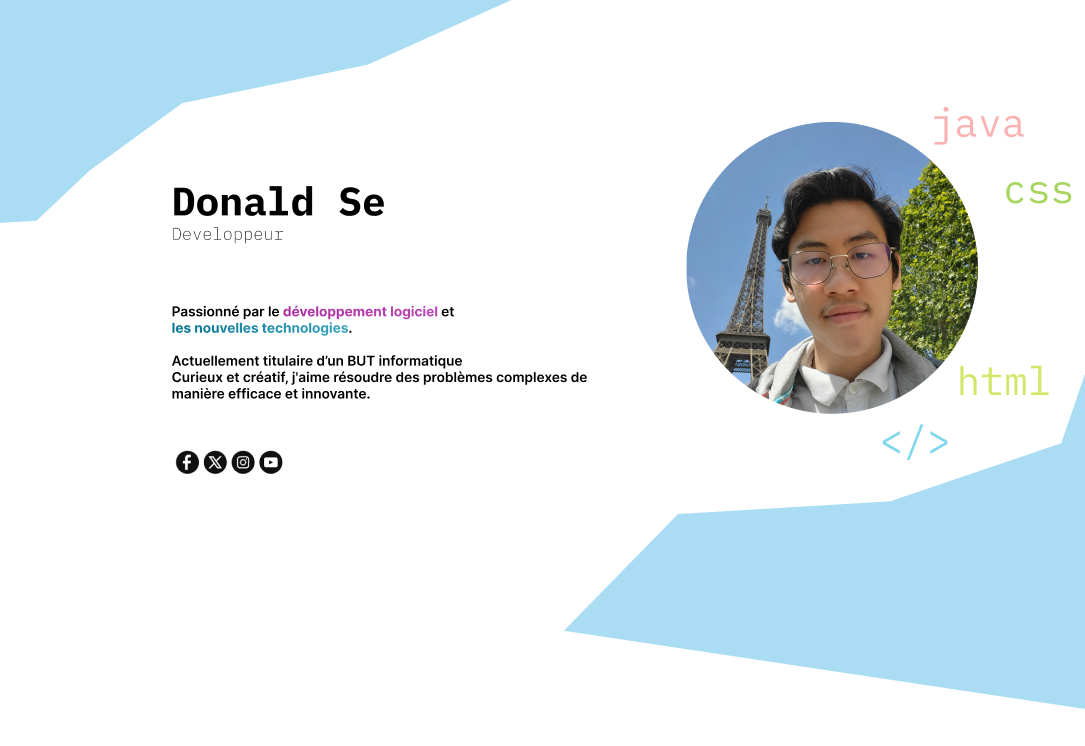 java
css
Donald Se
Developpeur
Passionné par le développement logiciel et
les nouvelles technologies.
Actuellement titulaire d’un BUT informatique
Curieux et créatif, j'aime résoudre des problèmes complexes de
manière efficace et innovante.
html
</>